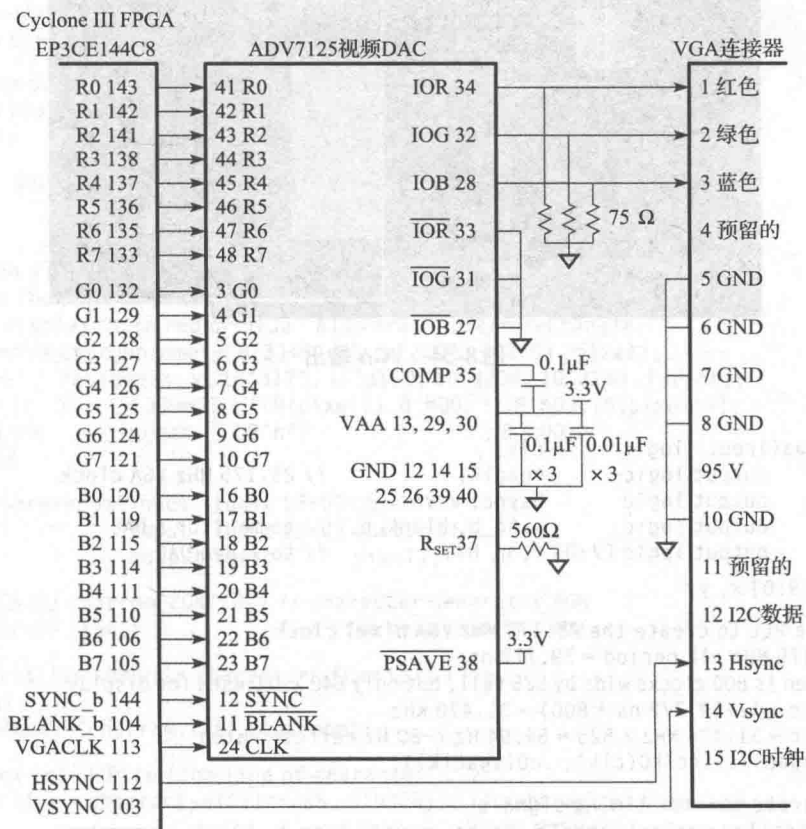 Cyclone III FPGA
EP3CE144C8
R0 143
R1 142
R2 141
R3 138
R4 137
R5 136
R6 135
R7 133
G0 132
G1 129
G2 128
G3 127
G4 126
G5 125
G6 124
G7 121
B0 120
B1
B2 115
B3 114
B4 111
B5 110
B6 106
B7 105
SYNC_b 144
BLANK_b 104
VGACLK 113
HSYNC 112
VSYNC 103
ADV7125视频DAC
41 R0
42 R1
43 R2
44 R3
45 R4
46 R5
47 R6
48 R7
3 G0
4 G1
5 G2
6 G3
7 G4
8 G5
9 G6
10 G7
16 B0
17 B1
18 B2
19 B3
20 B4
21 B5
22 B6
23 B7
12 SYNC
11 BLANK
24 CLK
IOR 34
IOG 32
IOB 28
IOR 33
IOG 31
IOB 27
COMP 35
VAA 13, 29, 30
GND 12 14 15
25 26 39 40
RSET37
PSAVE 38
75 Ω
0.1μF
3.3V
0.1μF
×3
0.01μF
×3
560Ω
3.3V
VGA连接器
1 红色
2 绿色
3 蓝色
4 预留的
5 GND
6 GND
7 GND
8 GND
95 V
10 GND
11 预留的
12 I2C数据
13 Hsync
14 Vsync
15 I2C时钟